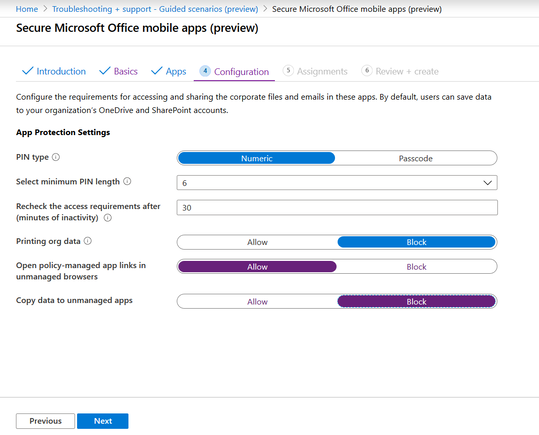 Home > Troubleshooting + support - Guided scenarios (preview) > Secure Microsoft Office mobile apps (preview)
Secure Microsoft Office mobile apps (preview)
Introduction Basics Apps 4 Configuration 5 Assignments 6 Review + create
Configure the requirements for accessing and sharing the corporate files and emails in these apps. By default, users can save data
to your organization's OneDrive and SharePoint accounts.
App Protection Settings
PIN type Numeric Passcode
Select minimum PIN length 6
Recheck the access requirements after
(minutes of inactivity) 30
Printing org data Allow Block
Open policy-managed app links in
unmanaged browsers Allow Block
Copy data to unmanaged apps Allow Block
Previous Next